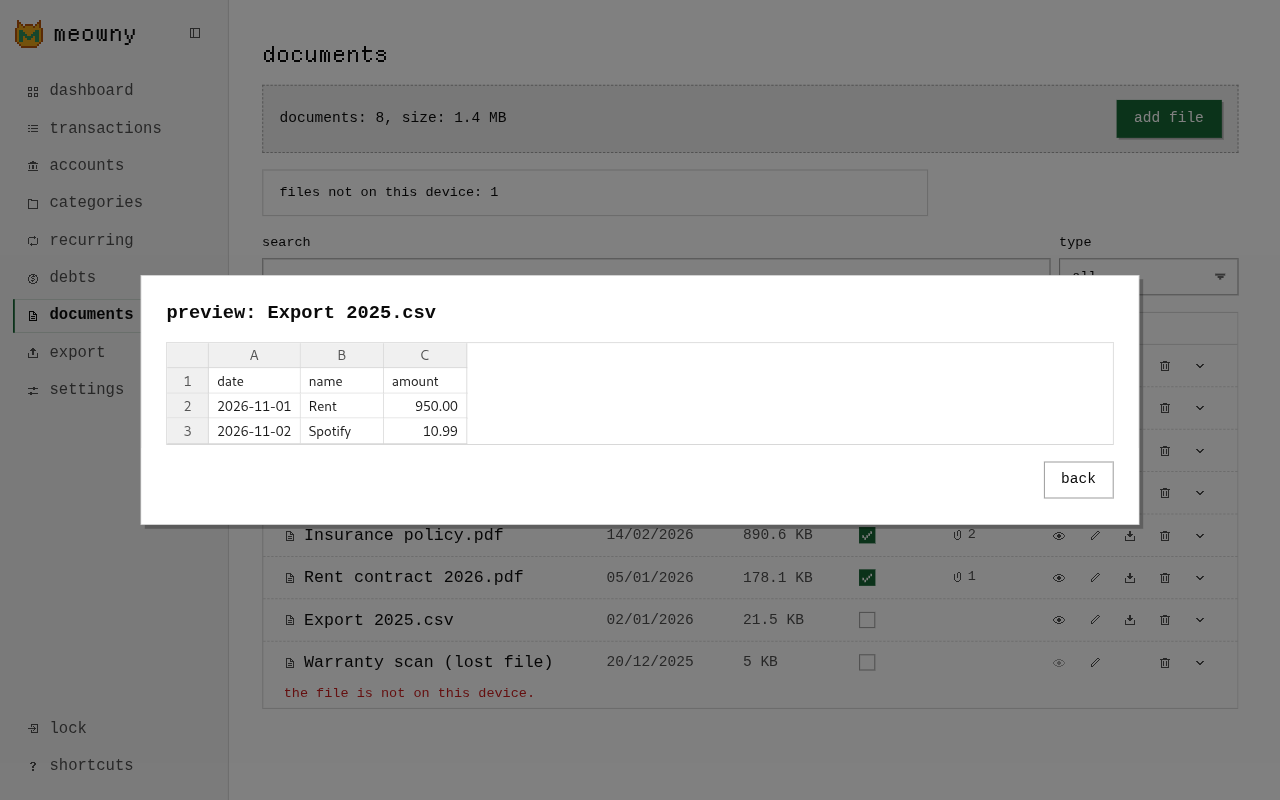 meowny
dashboard
transactions
accounts
categories
recurring
debts
documents
export
settings
lock
? shortcuts
documents
documents: 8, size: 1.4 MB
add file
files not on this device: 1
search
type
preview: Export 2025.csv
A B C
1 date name amount
2 2026-11-01 Rent 950.00
3 2026-11-02 Spotify 10.99
back
Insurance policy.pdf 14/02/2026 890.6 KB 2
Rent contract 2026.pdf 05/01/2026 178.1 KB 1
Export 2025.csv 02/01/2026 21.5 KB
Warranty scan (lost file) 20/12/2025 5 KB
the file is not on this device.